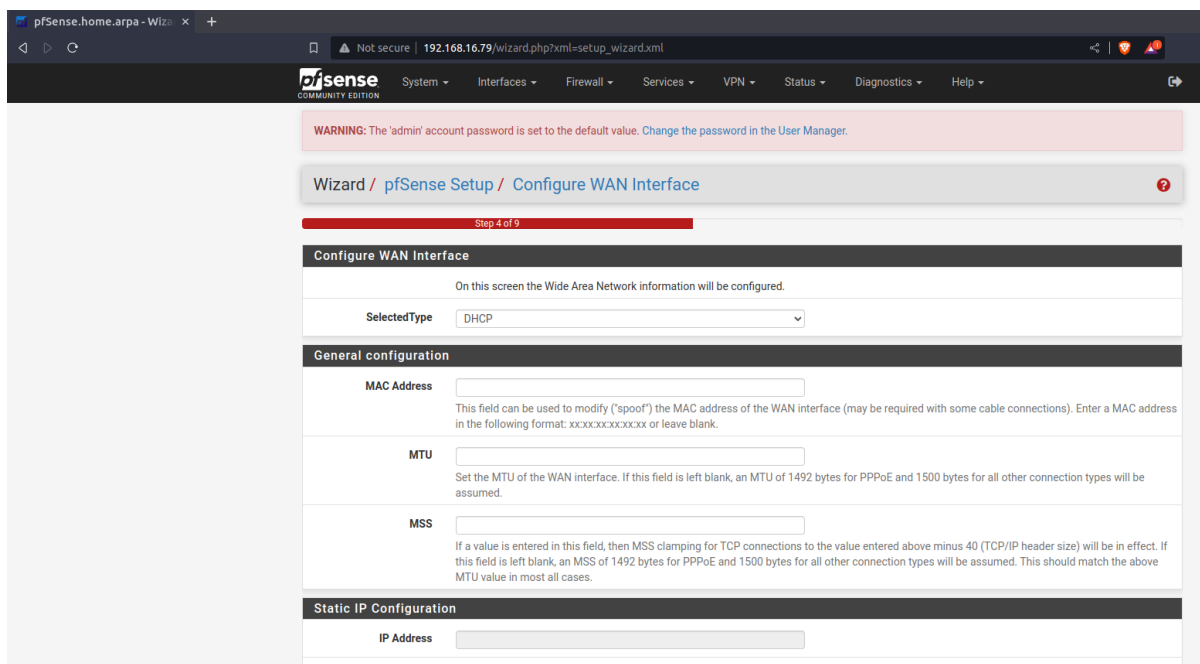 pfSense.home.arpa - Wiza × +
Not secure | 192.168.16.79/wizard.php?xml=setup_wizard.xml
1
pfsense System Interfaces Firewall Services VPN Status Diagnostics Help
COMMUNITY EDITION
WARNING: The 'admin' account password is set to the default value. Change the password in the User Manager.
Wizard / pfSense Setup / Configure WAN Interface ?
Step 4 of 9
Configure WAN Interface
On this screen the Wide Area Network information will be configured.
SelectedType DHCP
General configuration
MAC Address
This field can be used to modify ("spoof") the MAC address of the WAN interface (may be required with some cable connections). Enter a MAC address
in the following format: xx:xx:xx:xx:xx:xx or leave blank.
MTU
Set the MTU of the WAN interface. If this field is left blank, an MTU of 1492 bytes for PPPoE and 1500 bytes for all other connection types will be
assumed.
MSS
If a value is entered in this field, then MSS clamping for TCP connections to the value entered above minus 40 (TCP/IP header size) will be in effect. If
this field is left blank, an MSS of 1492 bytes for PPPoE and 1500 bytes for all other connection types will be assumed. This should match the above
MTU value in most all cases.
Static IP Configuration
IP Address